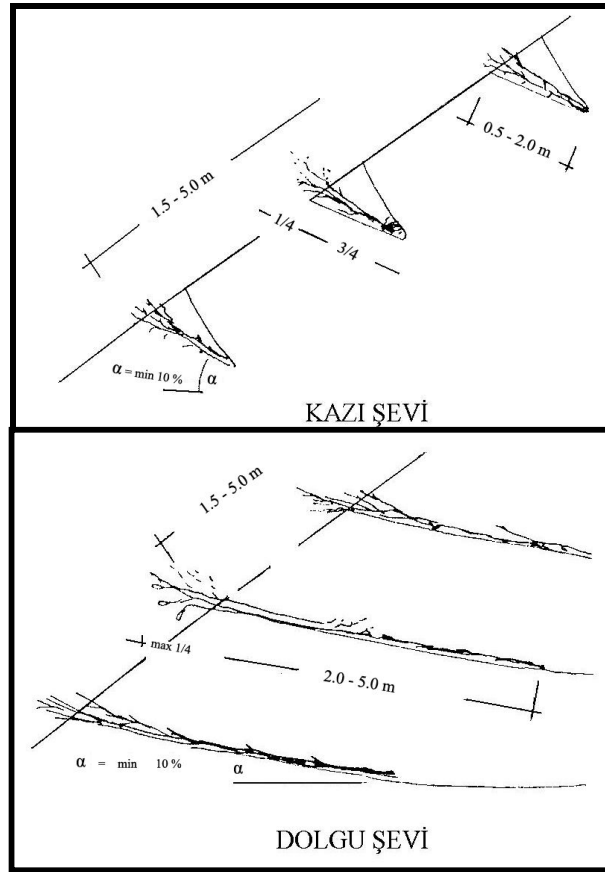 0.5 - 2.0 m
1.5 - 5.0 m
1/4
3/4
α = min 10 %
α
KAZI ŞEVİ
1.5 - 5.0 m
max 1/4
2.0 - 5.0 m
α = min 10 %
α
DOLGU ŞEVİ